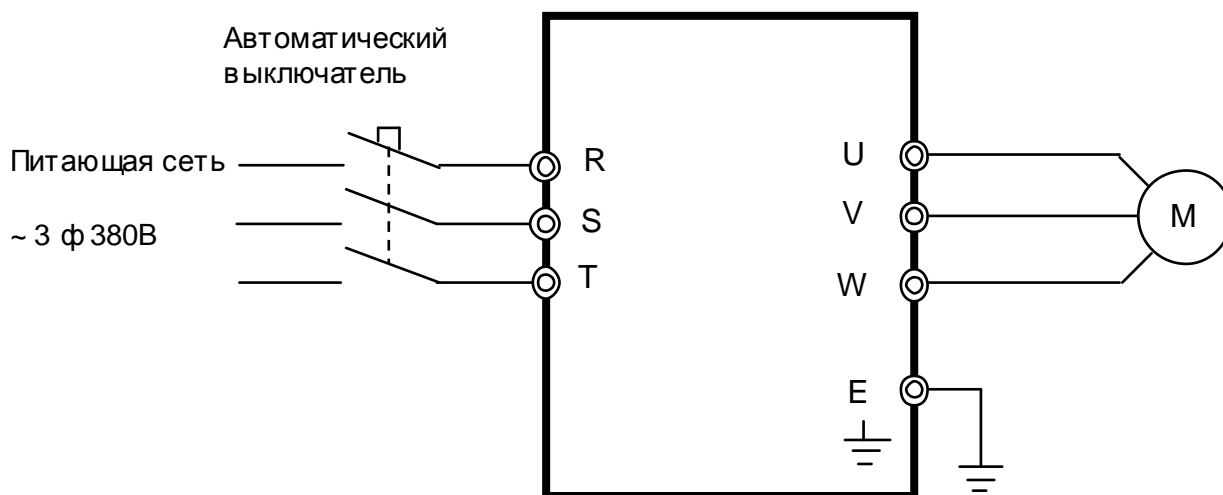 Автоматический
выключатель
Питающая сеть
~ 3 ф 380В
R
S
T
U
V
W
E
M